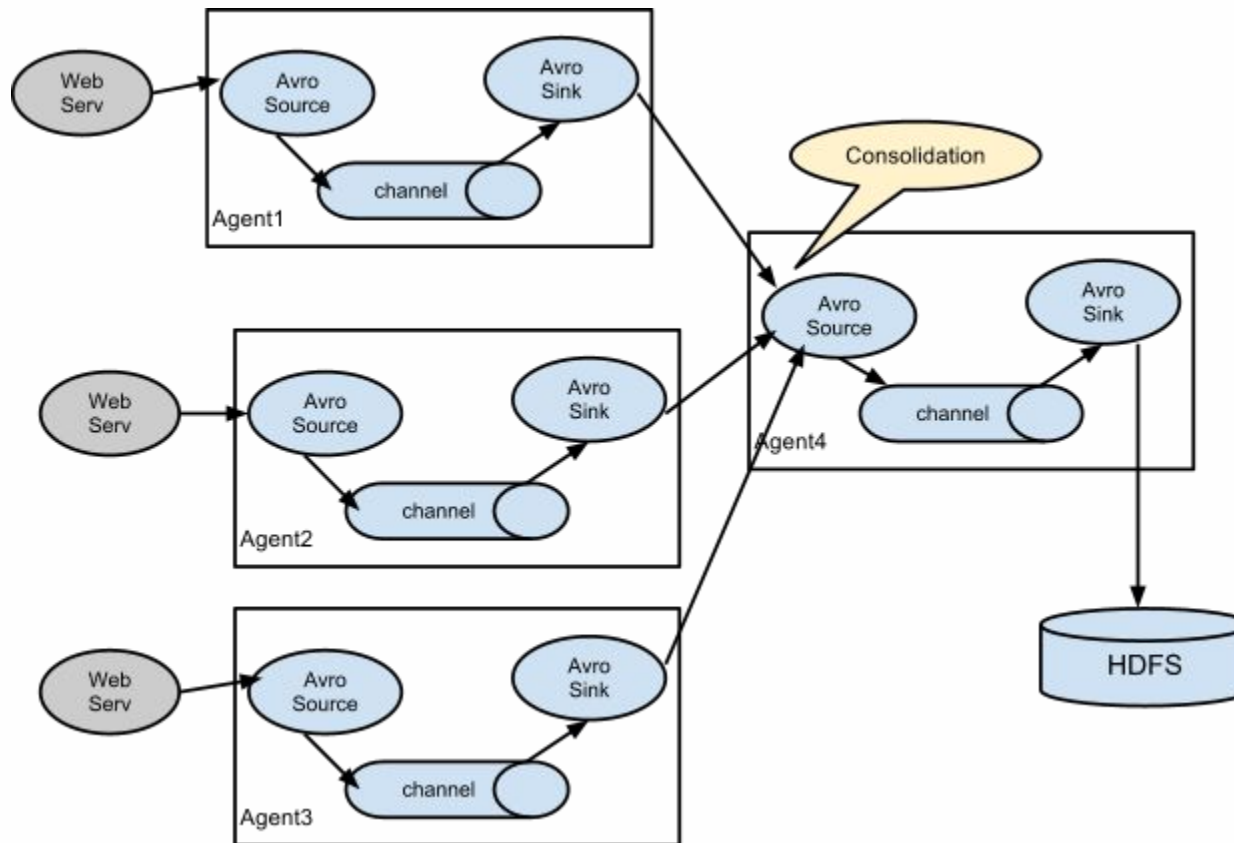 Web
Serv
Avro
Source
Avro
Sink
channel
Agent1
Consolidation
Web
Serv
Avro
Source
Avro
Sink
channel
Agent2
Avro
Source
Avro
Sink
channel
Agent4
Web
Serv
Avro
Source
Avro
Sink
channel
Agent3
HDFS